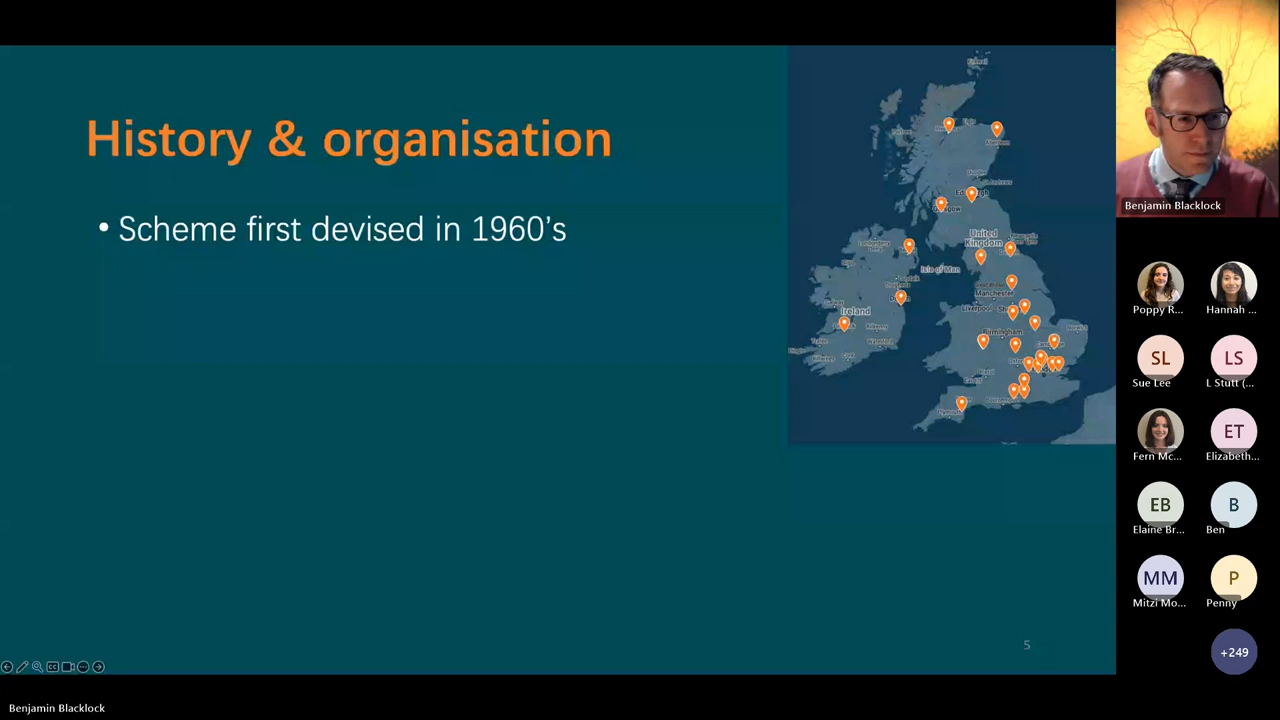 History & organisation
• Scheme first devised in 1960's
United
Kingdom
Isle of Man
Ireland
Manchester
Liverpool
Birmingham
Aberdeen
Plymouth
5
Benjamin Blacklock
Poppy R...
Hannah ...
SL
Sue Lee
LS
L Stutt (...
Fern Mc...
ET
Elizabeth...
EB
Elaine Br...
B
Ben
MM
Mitzi Mo...
P
Penny
+249
Benjamin Blacklock